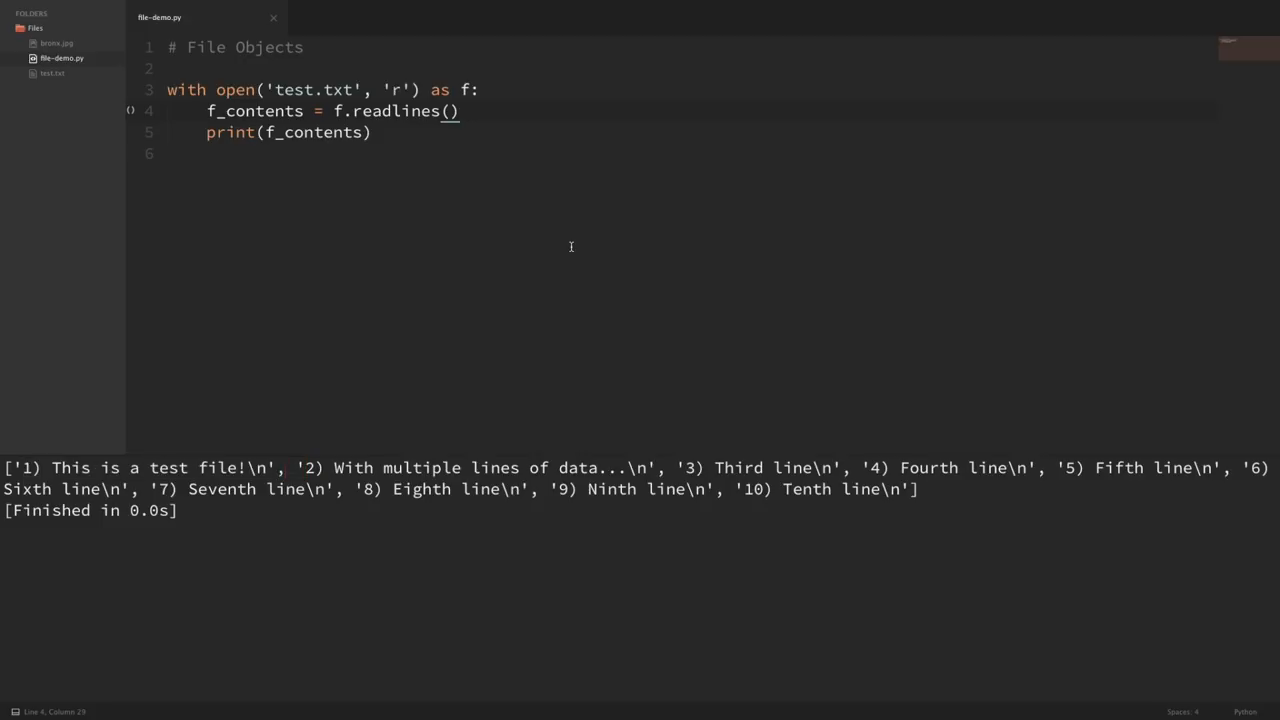 FOLDERS
Files
bronx.jpg
file-demo.py
test.txt
file-demo.py
1 # File Objects
2
3 with open('test.txt', 'r') as f:
4 f_contents = f.readlines()
5 print(f_contents)
6
['1) This is a test file!\n', '2) With multiple lines of data...\n', '3) Third line\n', '4) Fourth line\n', '5) Fifth line\n', '6)
Sixth line\n', '7) Seventh line\n', '8) Eighth line\n', '9) Ninth line\n', '10) Tenth line\n']
[Finished in 0.0s]
Line 4, Column 29
Spaces: 4
Python